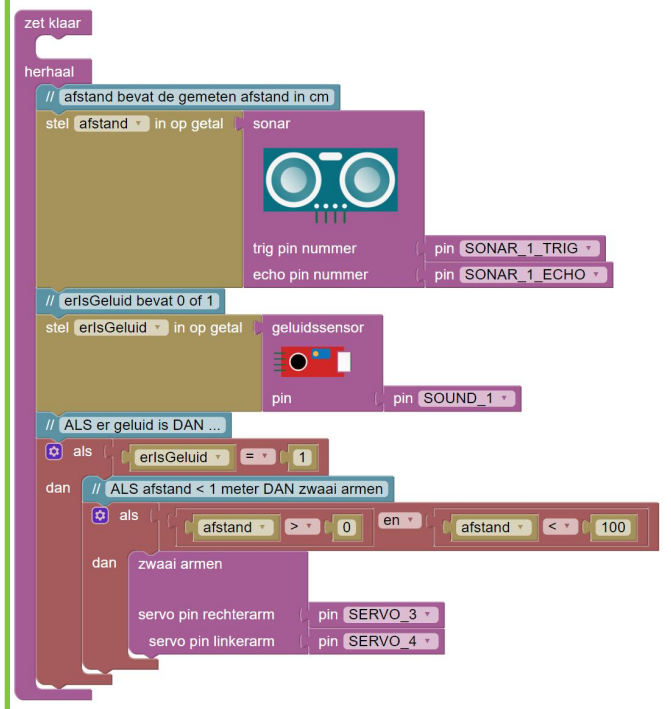 zet klaar
herhaal
// afstand bevat de gemeten afstand in cm
stel afstand in op getal sonar
trig pin nummer pin SONAR_1_TRIG
echo pin nummer pin SONAR_1_ECHO
// erIsGeluid bevat 0 of 1
stel erIsGeluid in op getal geluidssensor
pin pin SOUND_1
// ALS er geluid is DAN ...
als erIsGeluid = 1
dan // ALS afstand < 1 meter DAN zwaai armen
als afstand > 0 en afstand < 100
dan zwaai armen
servo pin rechterarm pin SERVO_3
servo pin linkerarm pin SERVO_4